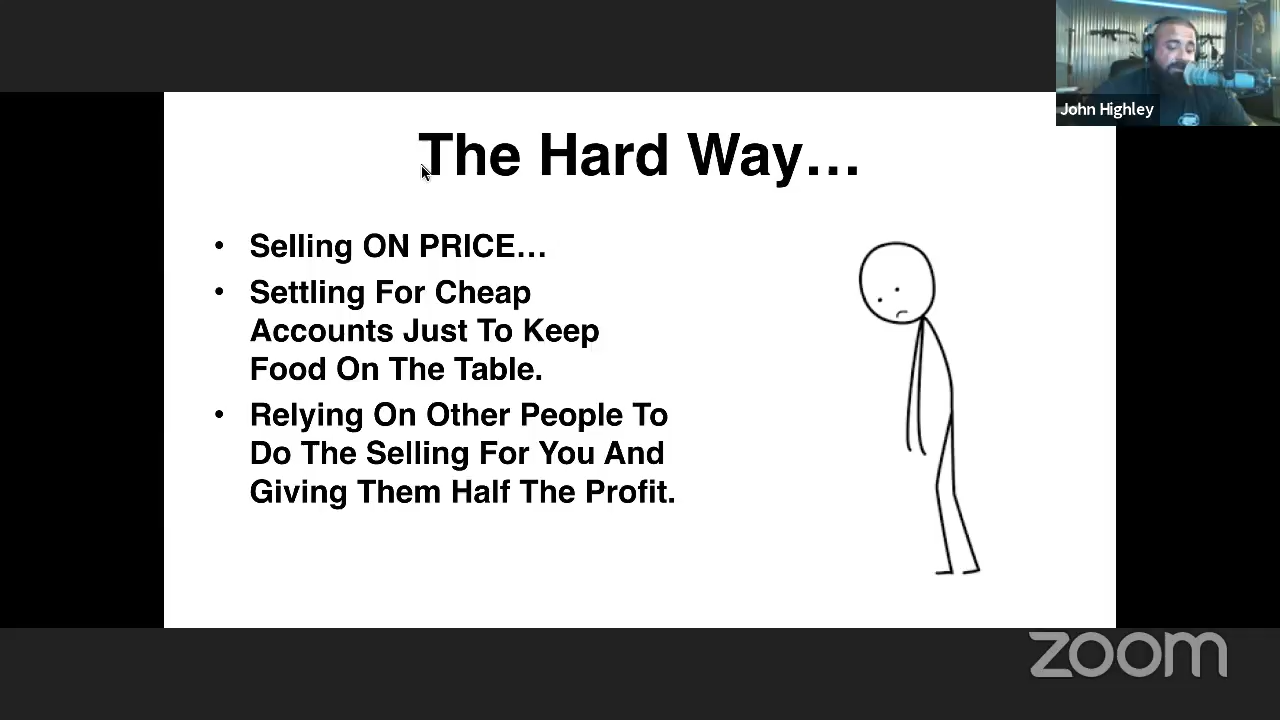 John Highley
The Hard Way...
• Selling ON PRICE...
• Settling For Cheap
Accounts Just To Keep
Food On The Table.
• Relying On Other People To
Do The Selling For You And
Giving Them Half The Profit.
zoom